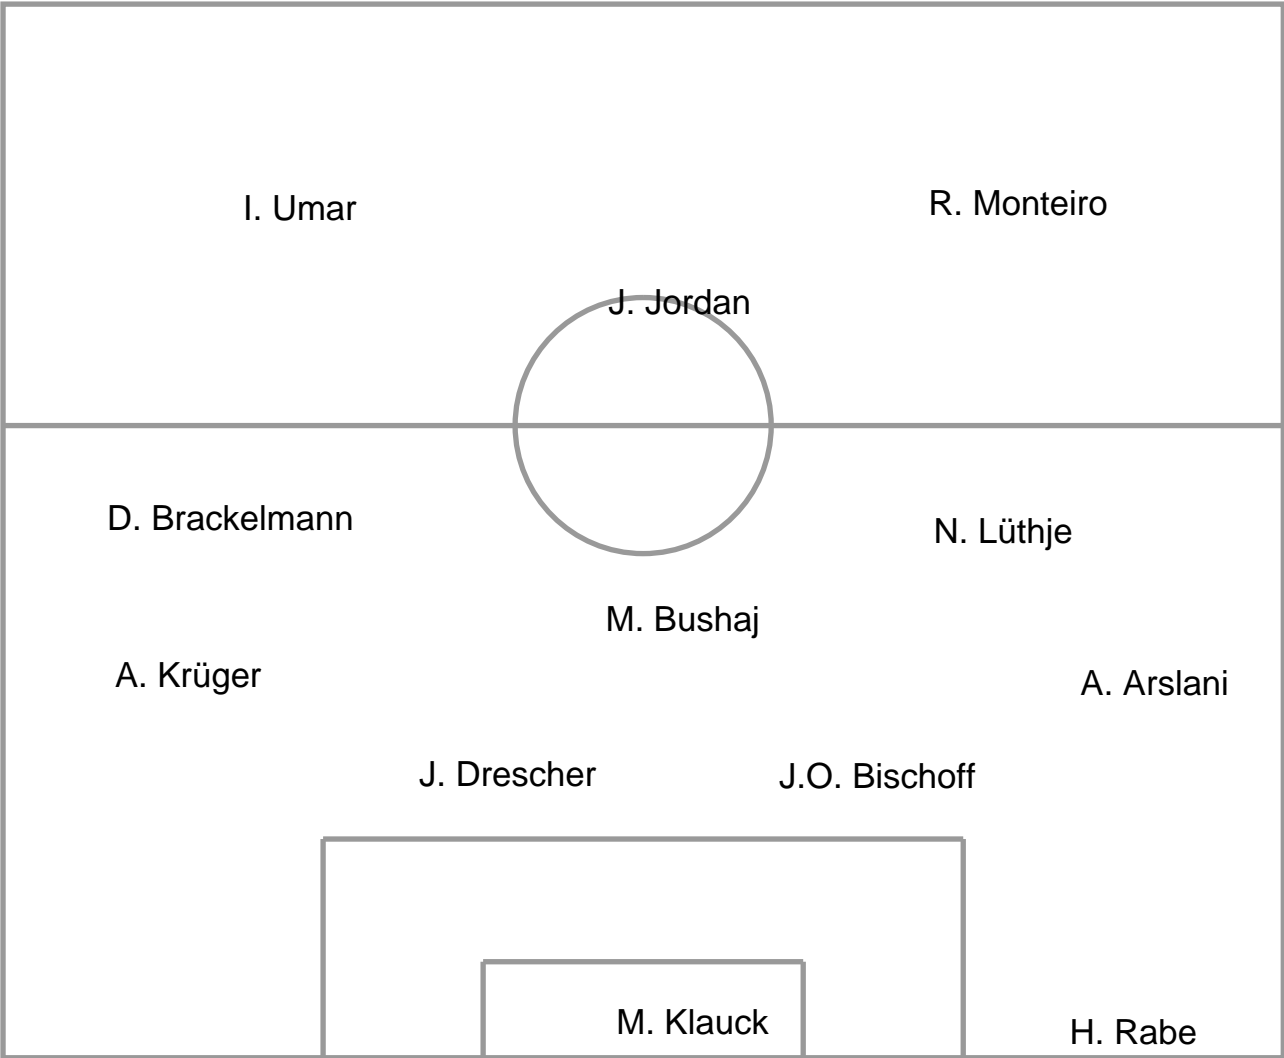 I. Umar
R. Monteiro
J. Jordan
D. Brackelmann
N. Lüthje
M. Bushaj
A. Krüger
A. Arslani
J. Drescher
J.O. Bischoff
M. Klauck
H. Rabe